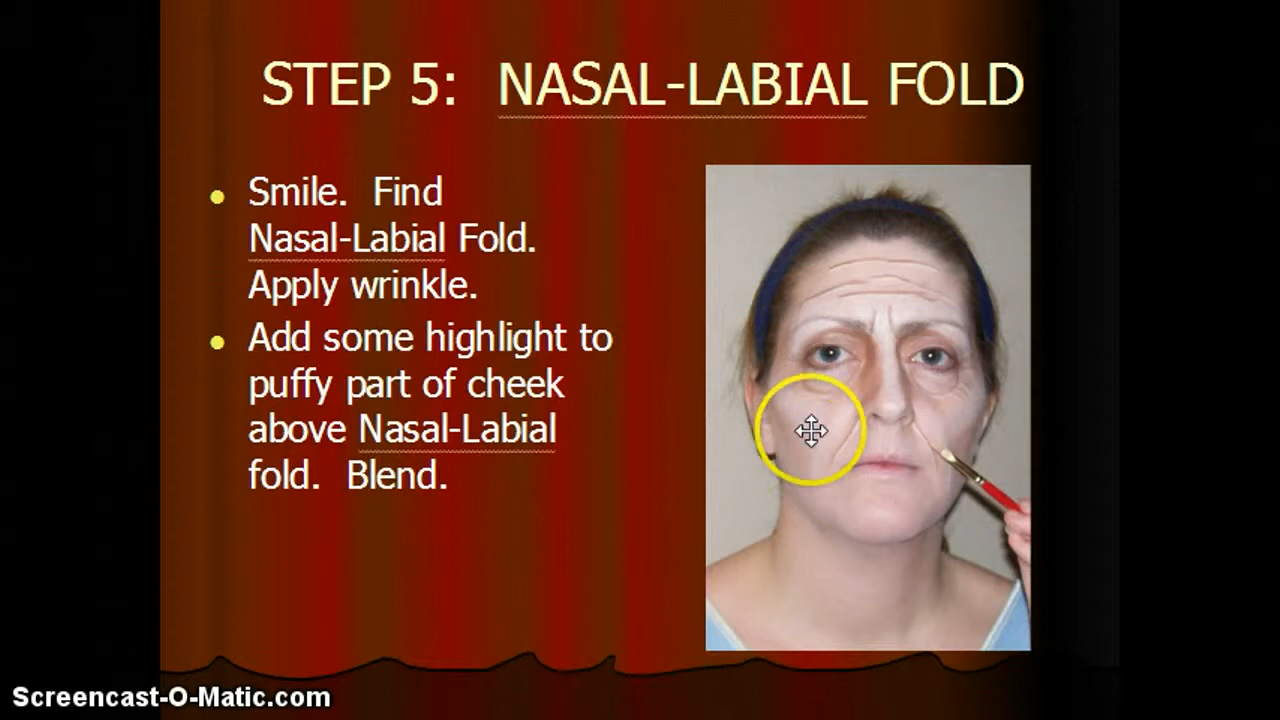 STEP 5: NASAL-LABIAL FOLD
Smile. Find
Nasal-Labial Fold.
Apply wrinkle.
Add some highlight to
puffy part of cheek
above Nasal-Labial
fold. Blend.
Screencast-O-Matic.com